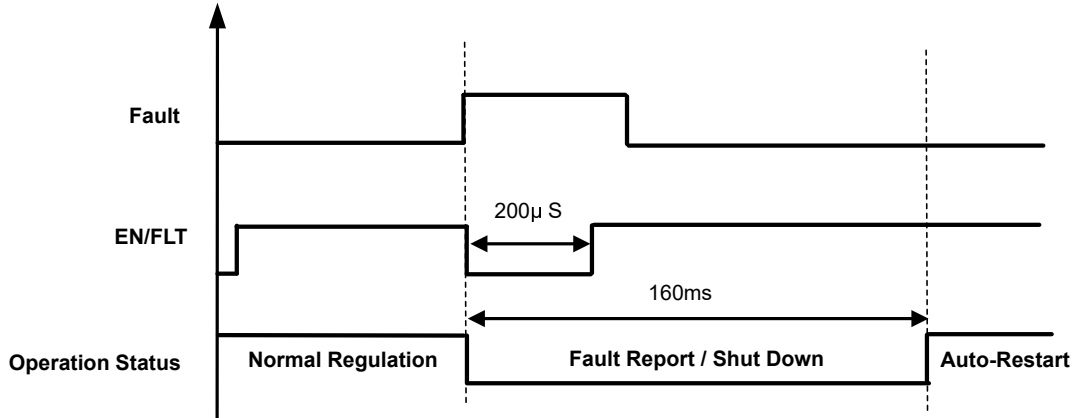 Fault
200μ S
EN/FLT
160ms
Operation Status
Normal Regulation
Fault Report / Shut Down
Auto-Restart